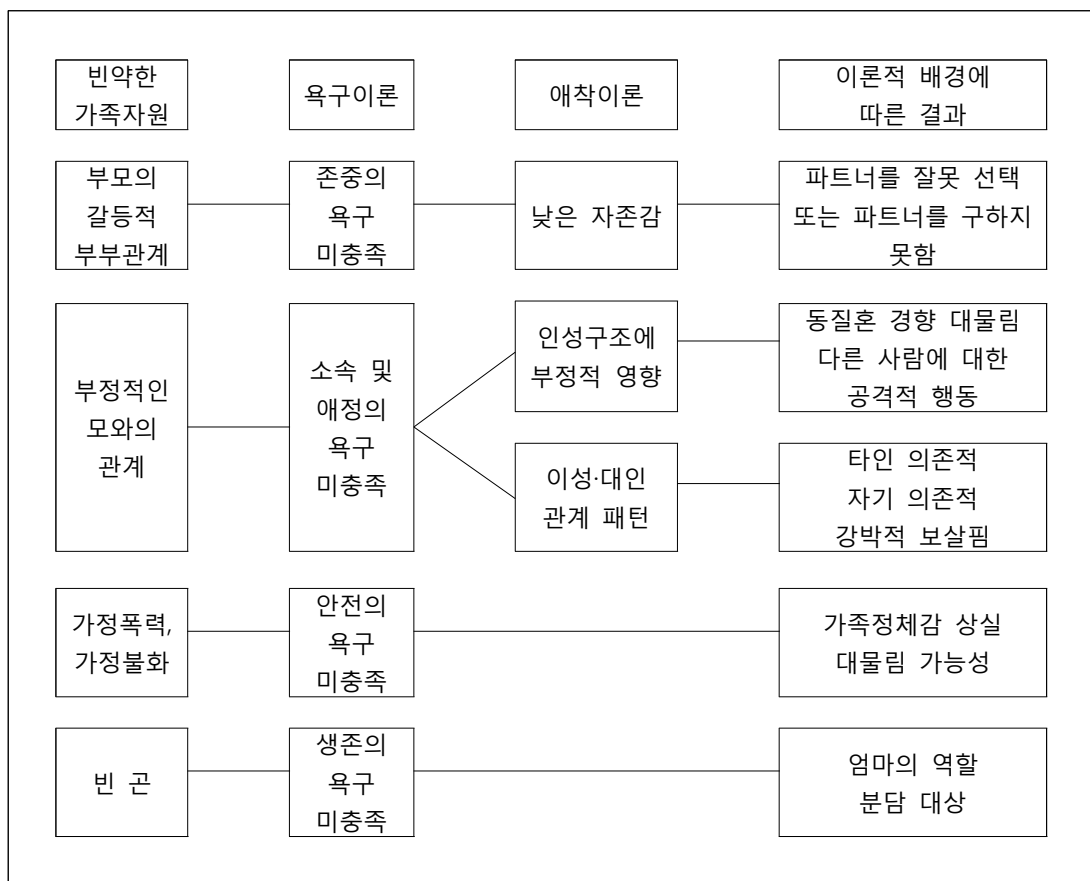 빈약한
가족자원
욕구이론
애착이론
이론적 배경에
따른 결과
부모의
갈등적
부부관계
존중의
욕구
미충족
낮은 자존감
파트너를 잘못 선택
또는 파트너를 구하지
못함
부정적인
모와의
관계
소속 및
애정의
욕구
미충족
인성구조에
부정적 영향
동질혼 경향 대물림
다른 사람에 대한
공격적 행동
이성·대인
관계 패턴
타인 의존적
자기 의존적
강박적 보살핌
가정폭력,
가정불화
안전의
욕구
미충족
가족정체감 상실
대물림 가능성
빈 곤
생존의
욕구
미충족
엄마의 역할
분담 대상